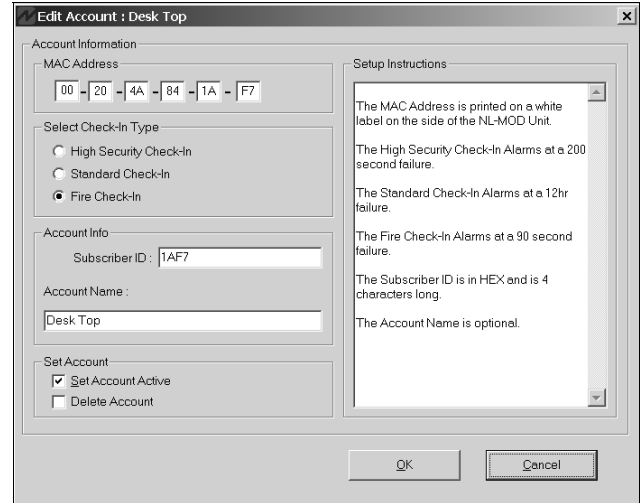 Edit Account : Desk Top
Account Information
MAC Address
00 - 20 - 4A - 84 - 1A - F7
Select Check-In Type
High Security Check-In
Standard Check-In
Fire Check-In
Account Info
Subscriber ID : 1AF7
Account Name :
Desk Top
Set Account
Set Account Active
Delete Account
Setup Instructions
The MAC Address is printed on a white
label on the side of the NL-MOD Unit.
The High Security Check-In Alarms at a 200
second failure.
The Standard Check-In Alarms at a 12hr
failure.
The Fire Check-In Alarms at a 90 second
failure.
The Subscriber ID is in HEX and is 4
characters long.
The Account Name is optional.
OK
Cancel